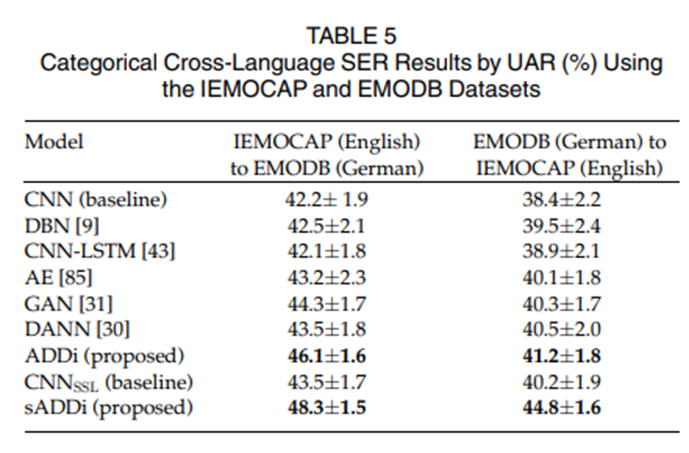 TABLE 5
Categorical Cross-Language SER Results by UAR (%) Using
the IEMOCAP and EMODB Datasets
Model IEMOCAP (English) EMODB (German) to
to EMODB (German) IEMOCAP (English)
CNN (baseline) 42.2± 1.9 38.4±2.2
DBN [9] 42.5±2.1 39.5±2.4
CNN-LSTM [43] 42.1±1.8 38.9±2.1
AE [85] 43.2±2.3 40.1±1.8
GAN [31] 44.3±1.7 40.3±1.7
DANN [30] 43.5±1.8 40.5±2.0
ADDi (proposed) 46.1±1.6 41.2±1.8
CNNSSL (baseline) 43.5±1.7 40.2±1.9
sADDi (proposed) 48.3±1.5 44.8±1.6